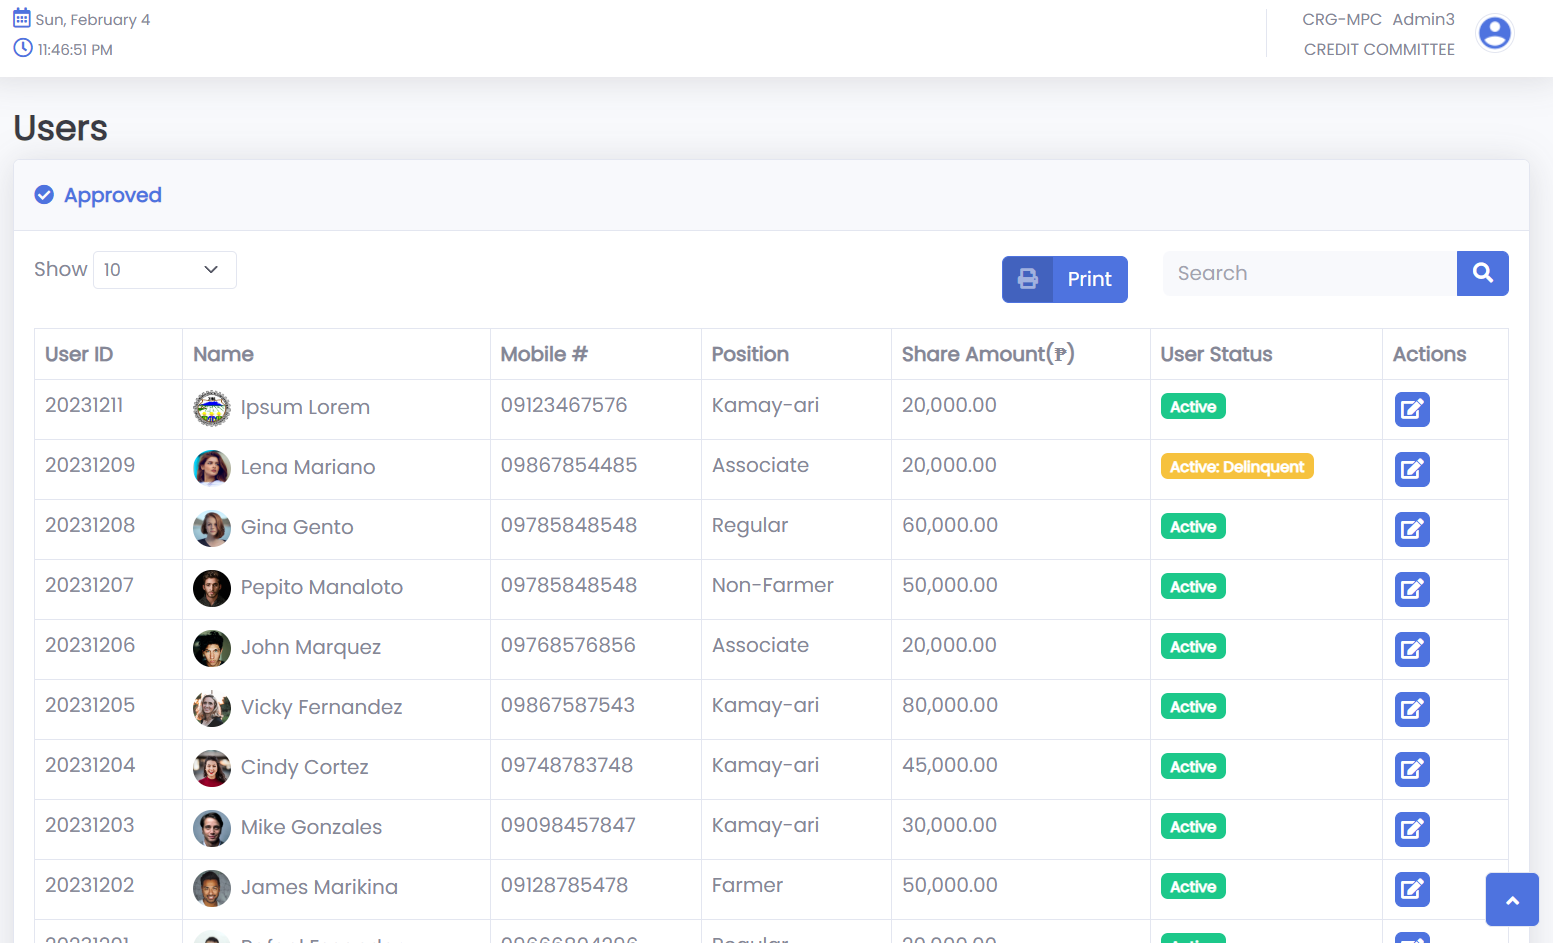 Sun, February 4
11:46:51 PM
CRG-MPC Admin3
CREDIT COMMITTEE
Users
Approved
Show 10
Print
Search
User ID Name Mobile # Position Share Amount(₱) User Status Actions
20231211 Ipsum Lorem 09123467576 Kamay-ari 20,000.00 Active
20231209 Lena Mariano 09867854485 Associate 20,000.00 Active: Delinquent
20231208 Gina Gento 09785848548 Regular 60,000.00 Active
20231207 Pepito Manaloto 09785848548 Non-Farmer 50,000.00 Active
20231206 John Marquez 09768576856 Associate 20,000.00 Active
20231205 Vicky Fernandez 09867587543 Kamay-ari 80,000.00 Active
20231204 Cindy Cortez 09748783748 Kamay-ari 45,000.00 Active
20231203 Mike Gonzales 09098457847 Kamay-ari 30,000.00 Active
20231202 James Marikina 09128785478 Farmer 50,000.00 Active
20231201 Regular Active